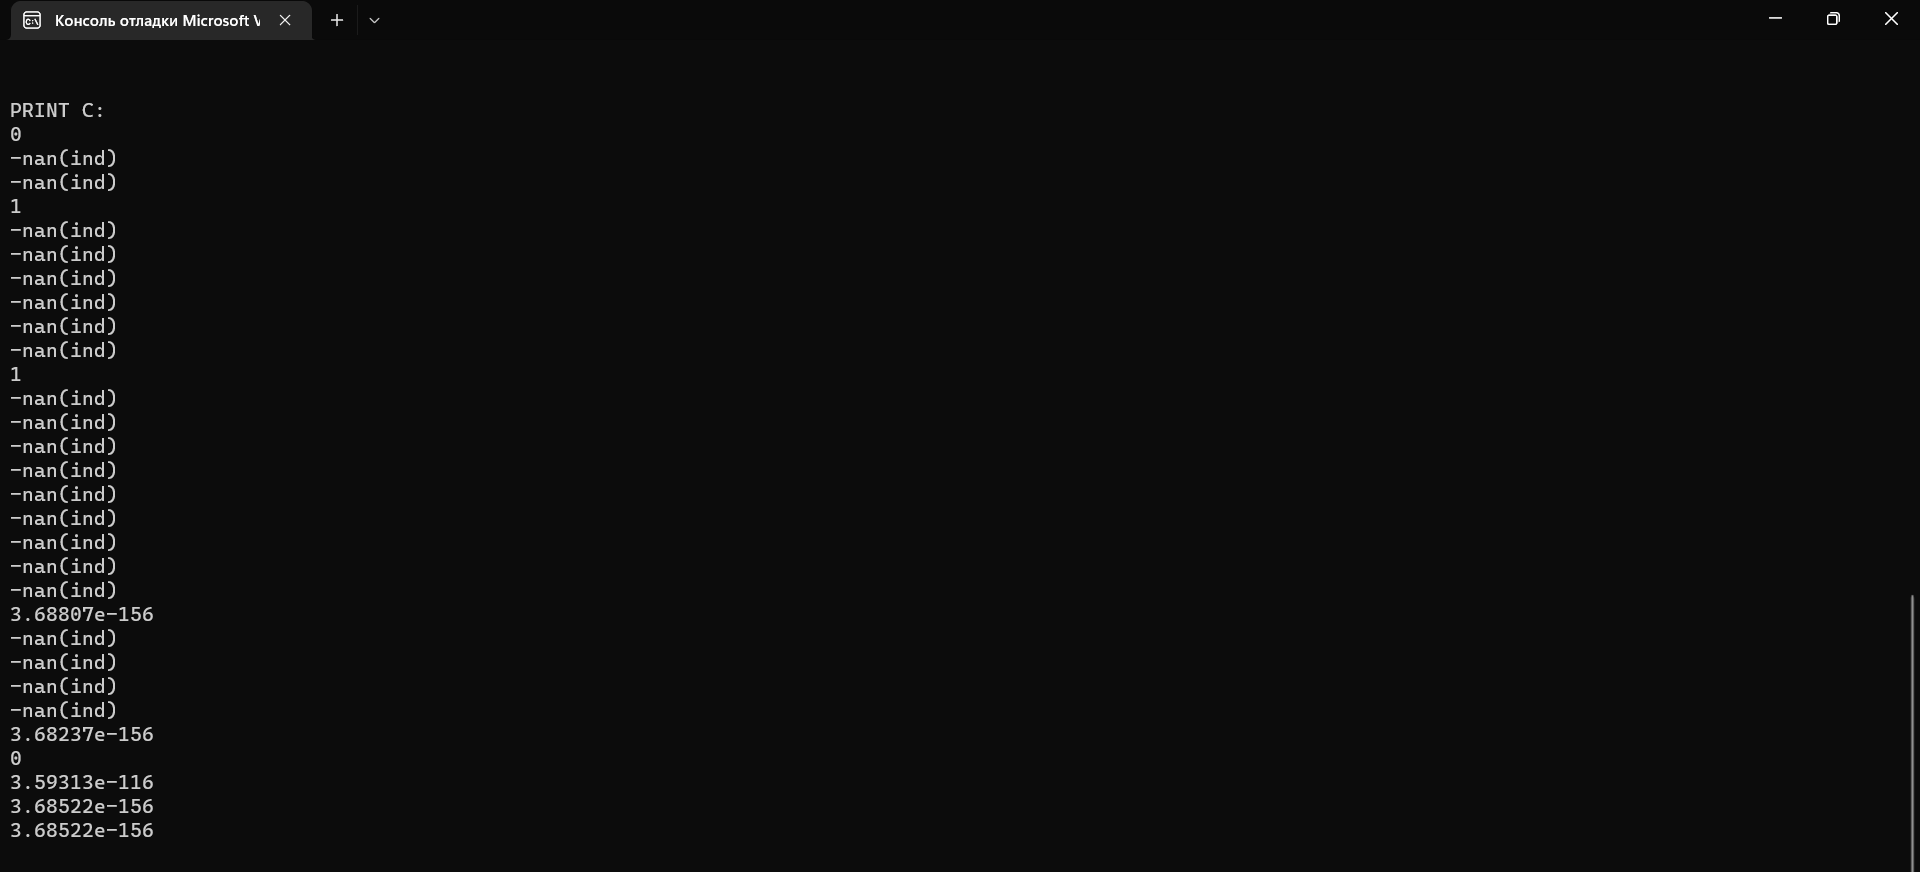 Консоль отладки Microsoft V
PRINT C:
0
-nan(ind)
-nan(ind)
1
-nan(ind)
-nan(ind)
-nan(ind)
-nan(ind)
-nan(ind)
-nan(ind)
1
-nan(ind)
-nan(ind)
-nan(ind)
-nan(ind)
-nan(ind)
-nan(ind)
-nan(ind)
-nan(ind)
-nan(ind)
3.68807e-156
-nan(ind)
-nan(ind)
-nan(ind)
-nan(ind)
3.68237e-156
0
3.59313e-116
3.68522e-156
3.68522e-156